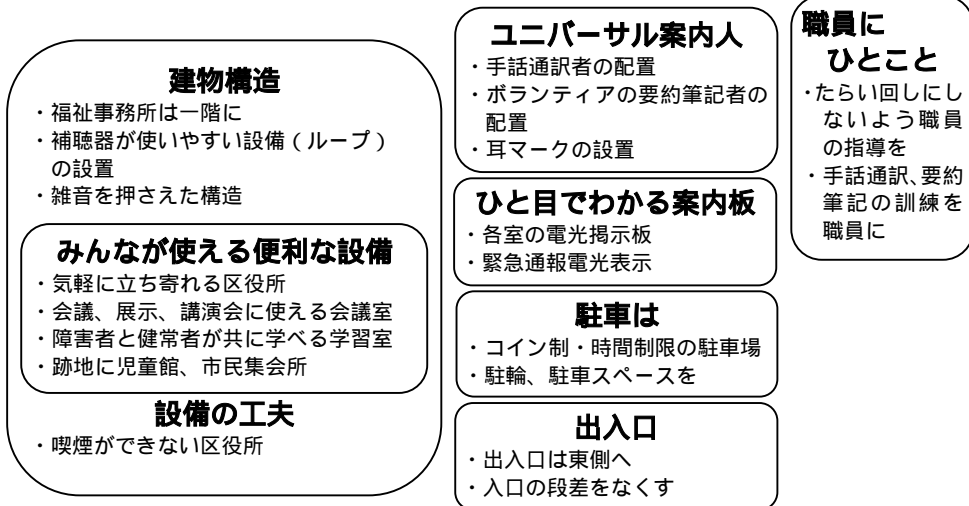 建物構造
・福祉事務所は一階に
・補聴器が使いやすい設備（ループ）
の設置
・雑音を押さえた構造
みんなが使える便利な設備
・気軽に立ち寄れる区役所
・会議、展示、講演会に使える会議室
・障害者と健常者が共に学べる学習室
・跡地に児童館、市民集会所
設備の工夫
・喫煙ができない区役所
ユニバーサル案内人
・手話通訳者の配置
・ボランティアの要約筆記者の
配置
・耳マークの設置
ひと目でわかる案内板
・各室の電光掲示板
・緊急通報電光表示
駐車は
・コイン制・時間制限の駐車場
・駐輪、駐車スペースを
出入口
・出入口は東側へ
・入口の段差をなくす
職員に
ひとこと
・たらい回しにし
ないよう職員
の指導を
・手話通訳、要約
筆記の訓練を
職員に